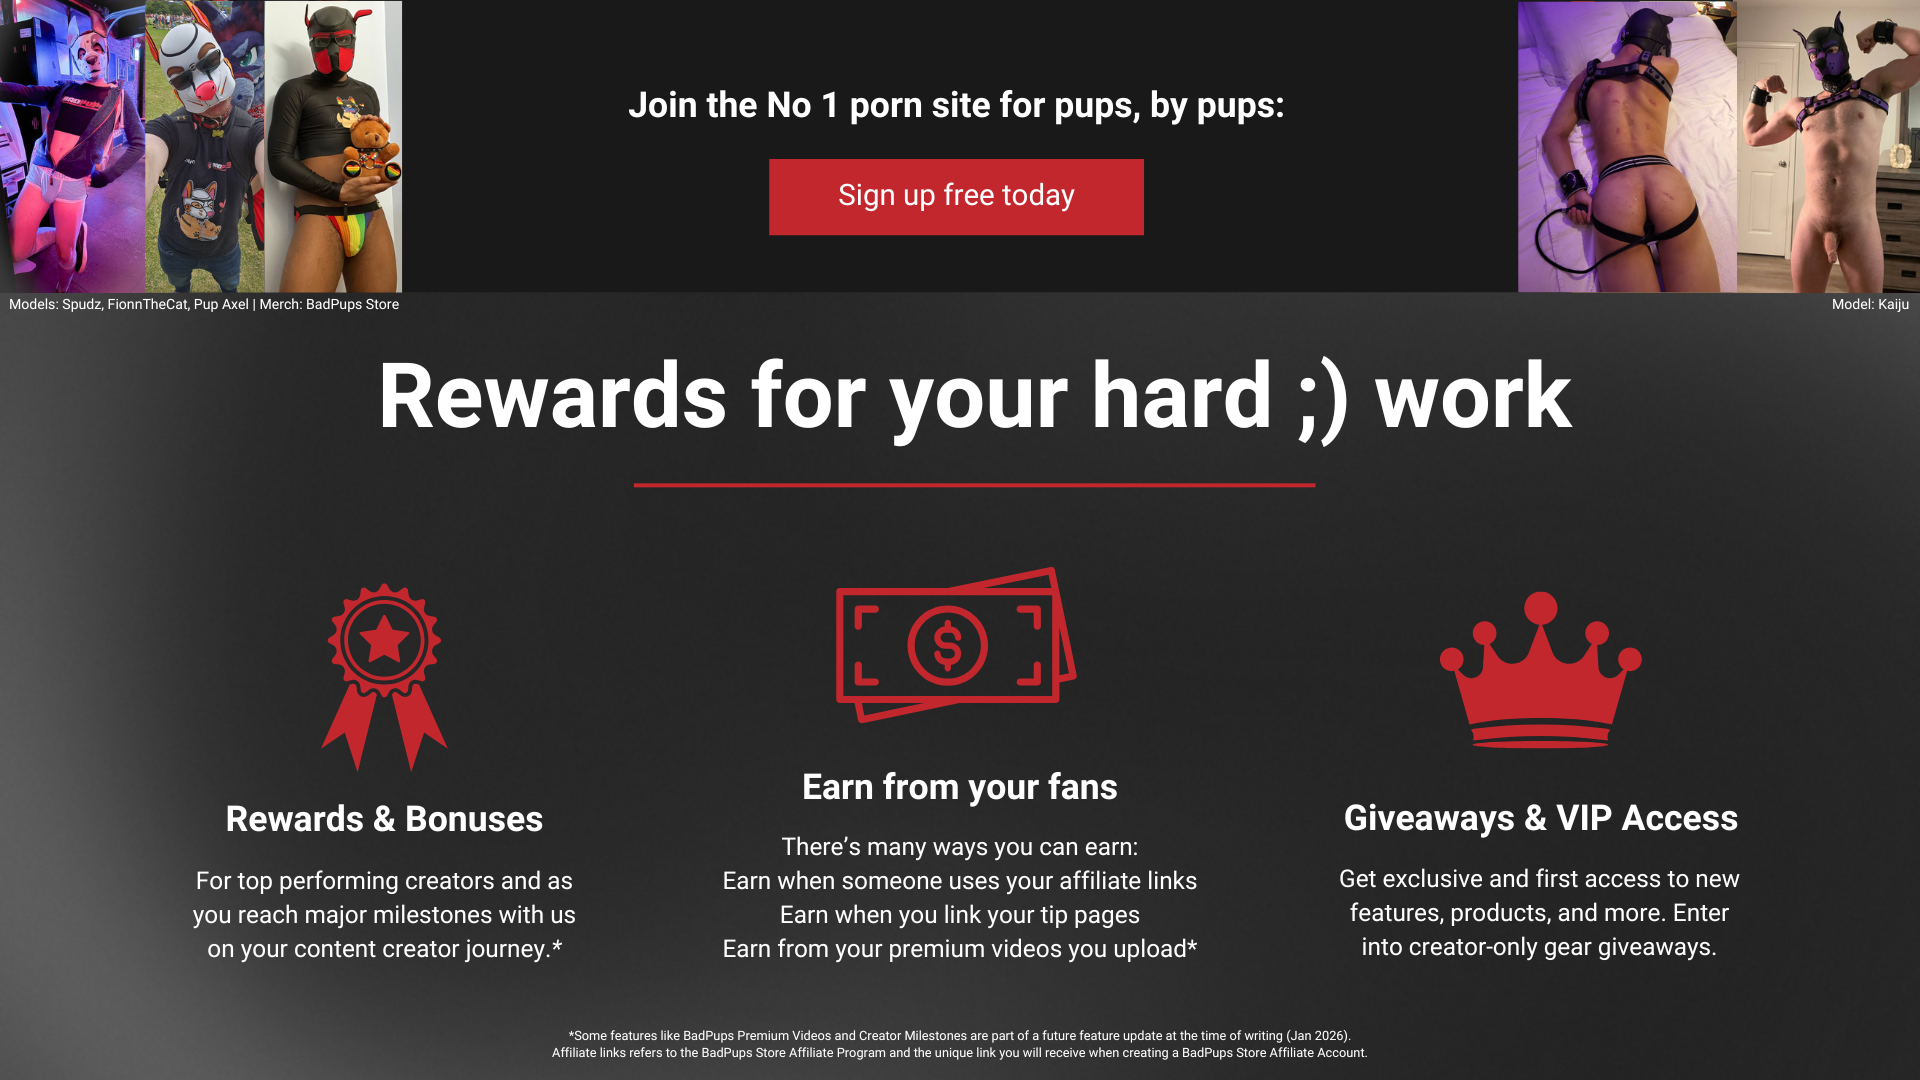 Join the No 1 porn site for pups, by pups:
Sign up free today
Models: Spudz, FionnTheCat, Pup Axel | Merch: BadPups Store
Model: Kaiju
Rewards for your hard ;) work
Rewards & Bonuses
For top performing creators and as
you reach major milestones with us
on your content creator journey.*
Earn from your fans
There’s many ways you can earn:
Earn when someone uses your affiliate links
Earn when you link your tip pages
Earn from your premium videos you upload*
Giveaways & VIP Access
Get exclusive and first access to new
features, products, and more. Enter
into creator-only gear giveaways.
*Some features like BadPups Premium Videos and Creator Milestones are part of a future feature update at the time of writing (Jan 2026).
Affiliate links refers to the BadPups Store Affiliate Program and the unique link you will receive when creating a BadPups Store Affiliate Account.